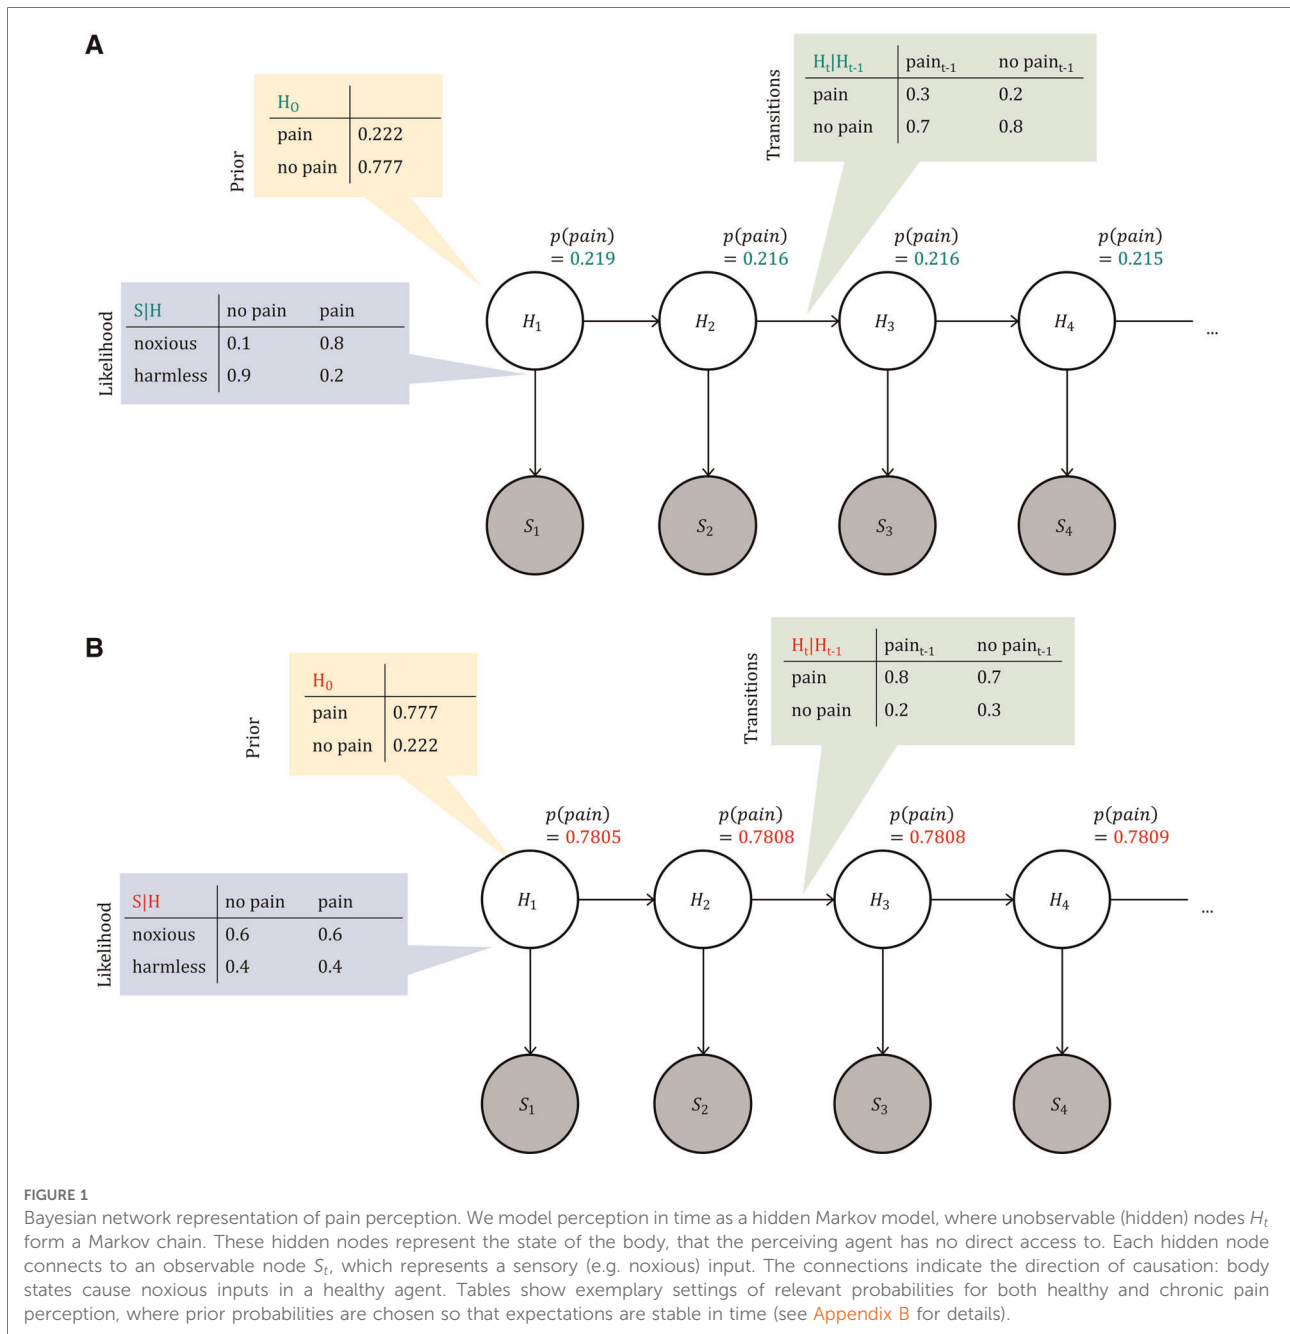 A
Prior
H₀
pain 0.222
no pain 0.777
Transitions
Hₜ|Hₜ₋₁ painₜ₋₁ no painₜ₋₁
pain 0.3 0.2
no pain 0.7 0.8
p(pain) = 0.219
p(pain) = 0.216
p(pain) = 0.216
p(pain) = 0.215
Likelihood
S|H no pain pain
noxious 0.1 0.8
harmless 0.9 0.2
H₁ H₂ H₃ H₄ ...
S₁ S₂ S₃ S₄
B
Prior
H₀
pain 0.777
no pain 0.222
Transitions
Hₜ|Hₜ₋₁ painₜ₋₁ no painₜ₋₁
pain 0.8 0.7
no pain 0.2 0.3
p(pain) = 0.7805
p(pain) = 0.7808
p(pain) = 0.7808
p(pain) = 0.7809
Likelihood
S|H no pain pain
noxious 0.6 0.6
harmless 0.4 0.4
H₁ H₂ H₃ H₄ ...
S₁ S₂ S₃ S₄
FIGURE 1
Bayesian network representation of pain perception. We model perception in time as a hidden Markov model, where unobservable (hidden) nodes Hₜ
form a Markov chain. These hidden nodes represent the state of the body, that the perceiving agent has no direct access to. Each hidden node
connects to an observable node Sₜ, which represents a sensory (e.g. noxious) input. The connections indicate the direction of causation: body
states cause noxious inputs in a healthy agent. Tables show exemplary settings of relevant probabilities for both healthy and chronic pain
perception, where prior probabilities are chosen so that expectations are stable in time (see Appendix B for details).